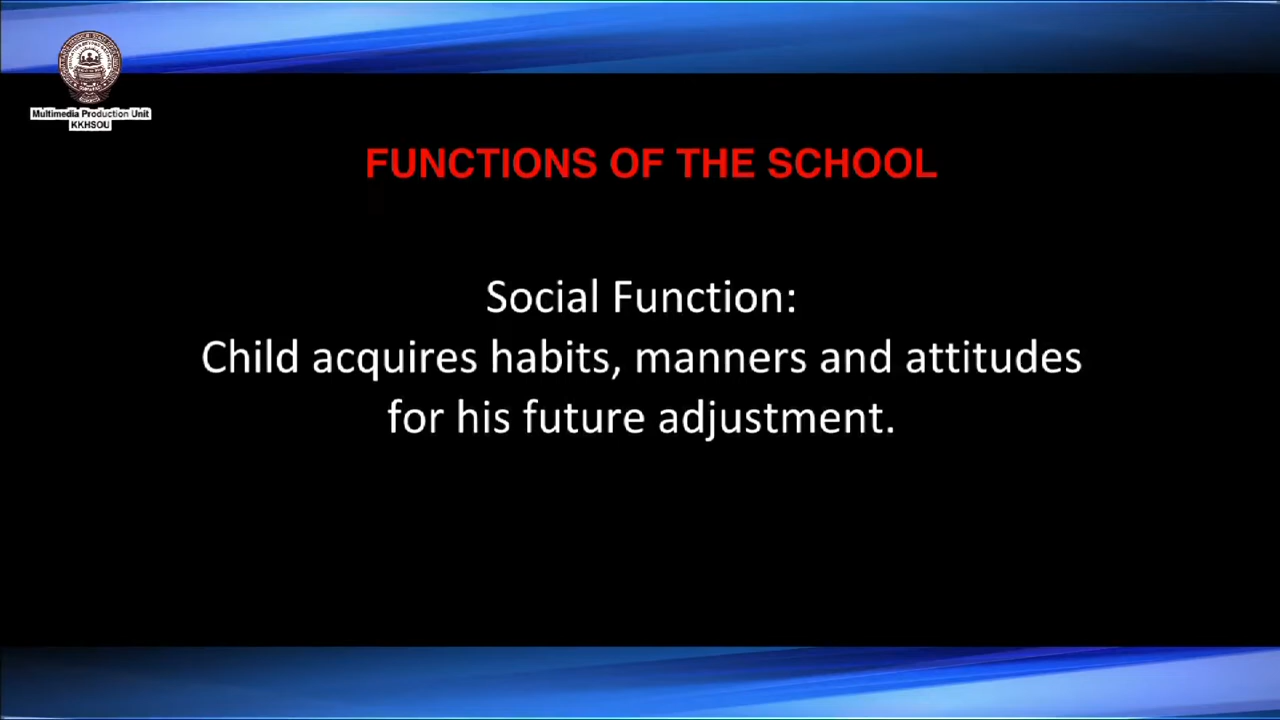 Multimedia Production Unit
KKHSOU
FUNCTIONS OF THE SCHOOL
Social Function:
Child acquires habits, manners and attitudes
for his future adjustment.